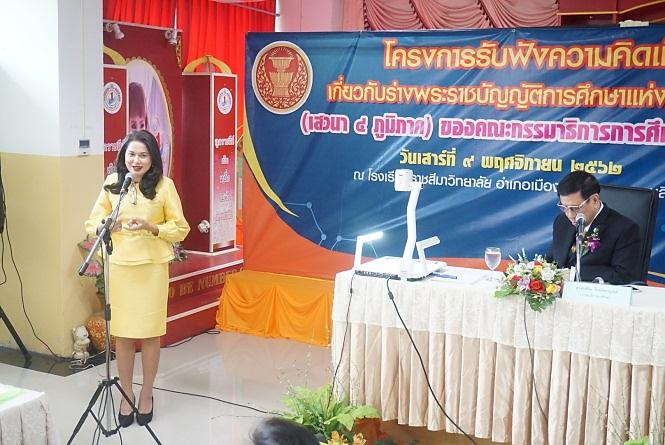 โครงการรับฟังความคิดเ
เกี่ยวกับร่างพระราชบัญญัติการศึกษาแห่ง
(เสวนา ๔ ภูมิภาค) ของคณะกรรมาธิการการศึ
วันเสาร์ที่ ๙ พฤศจิกายน ๒๕๖๒
ณ โรงเรี ราชสีมาวิทยาลัย อำเภอเมือง
O BE NUMBER